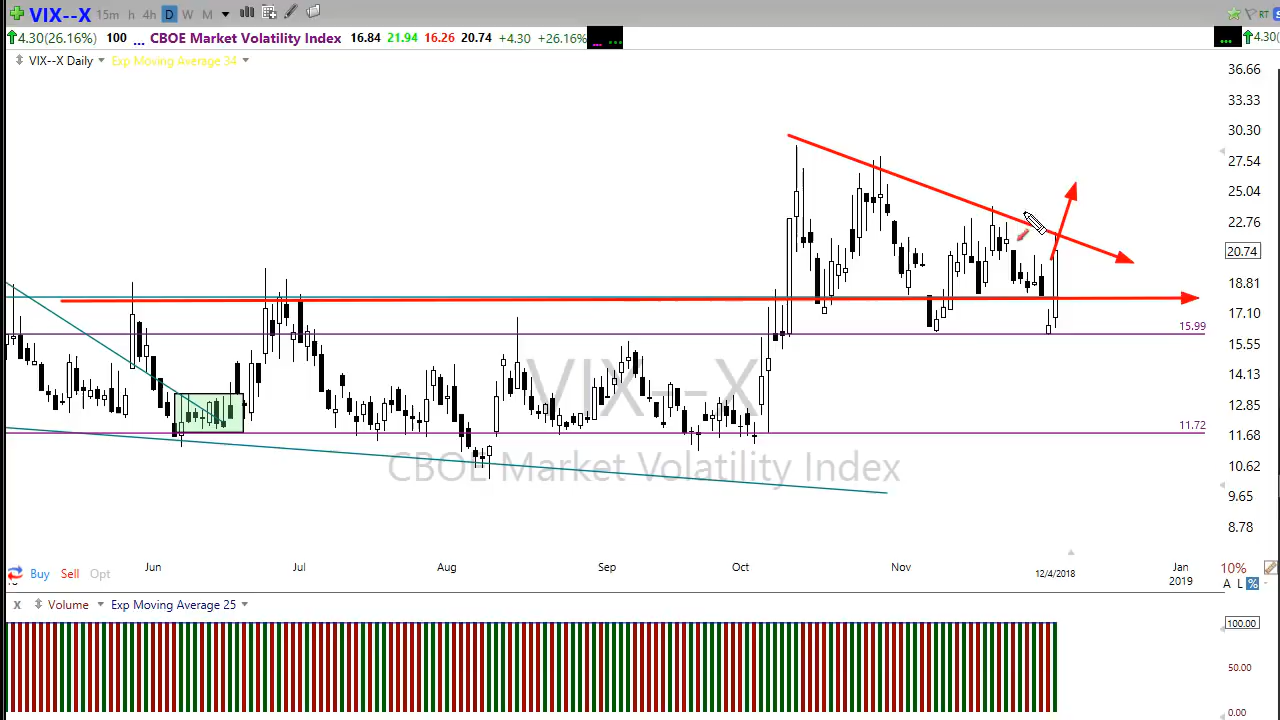 VIX--X 15m h 4h D W M RT
4.30(26.16%) 100 ... CBOE Market Volatility Index 16.84 21.94 16.26 20.74 +4.30 +26.16% ... ... ... 4.30(
VIX--X Daily Exp Moving Average 34
36.66
33.33
30.30
27.54
25.04
22.76
20.74
18.81
17.10
15.99
15.55
14.13
12.85
11.72
11.68
10.62
9.65
8.78
VIX--X
CBOE Market Volatility Index
Jun Jul Aug Sep Oct Nov 12/4/2018 Jan
2019
Buy Sell Opt 10%
A L %
X Volume Exp Moving Average 25
100.00
50.00
0.00